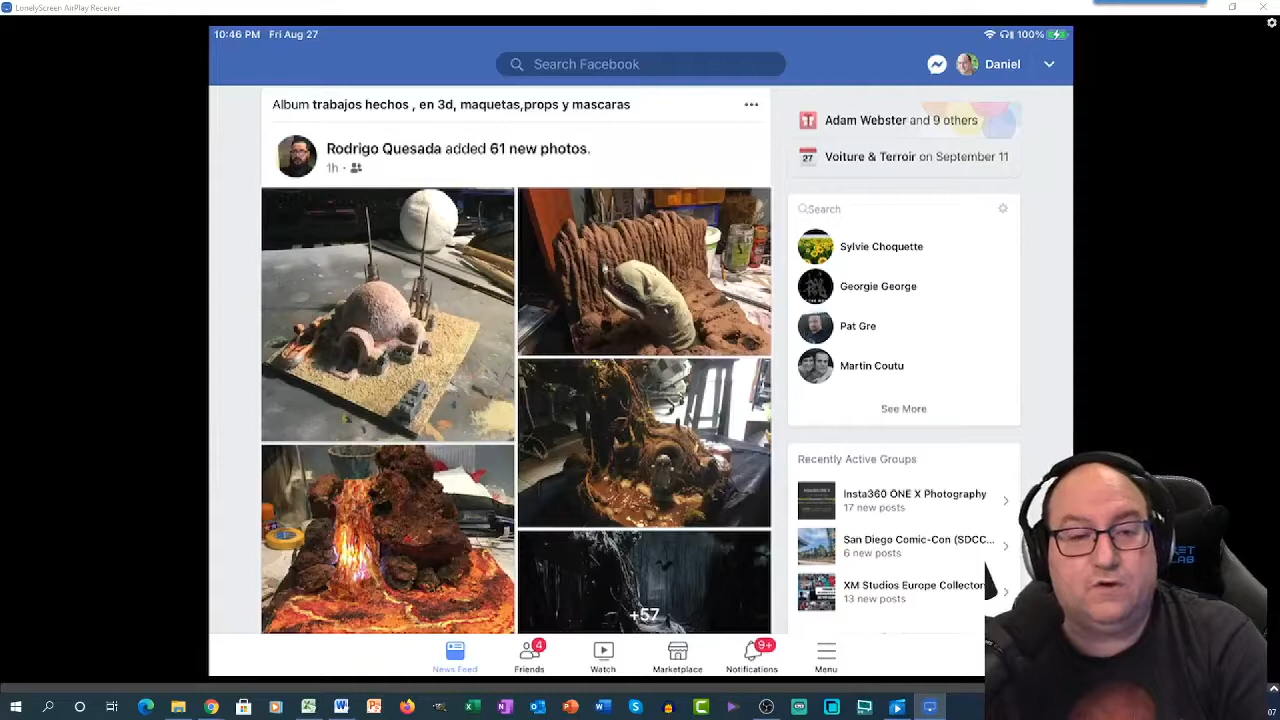 LonelyScreen AirPlay Receiver
10:46 PM Fri Aug 27
100%
Search Facebook
Daniel
Album trabajos hechos , en 3d, maquetas,props y mascaras
Rodrigo Quesada added 61 new photos.
1h
+57
Adam Webster and 9 others
27
Voiture & Terroir on September 11
Search
Sylvie Choquette
Georgie George
Pat Gre
Martin Coutu
See More
Recently Active Groups
Insta360 ONE X Photography
17 new posts
San Diego Comic-Con (SDCC...
6 new posts
XM Studios Europe Collector
13 new posts
4
9+
News Feed
Friends
Watch
Marketplace
Notifications
Menu
07